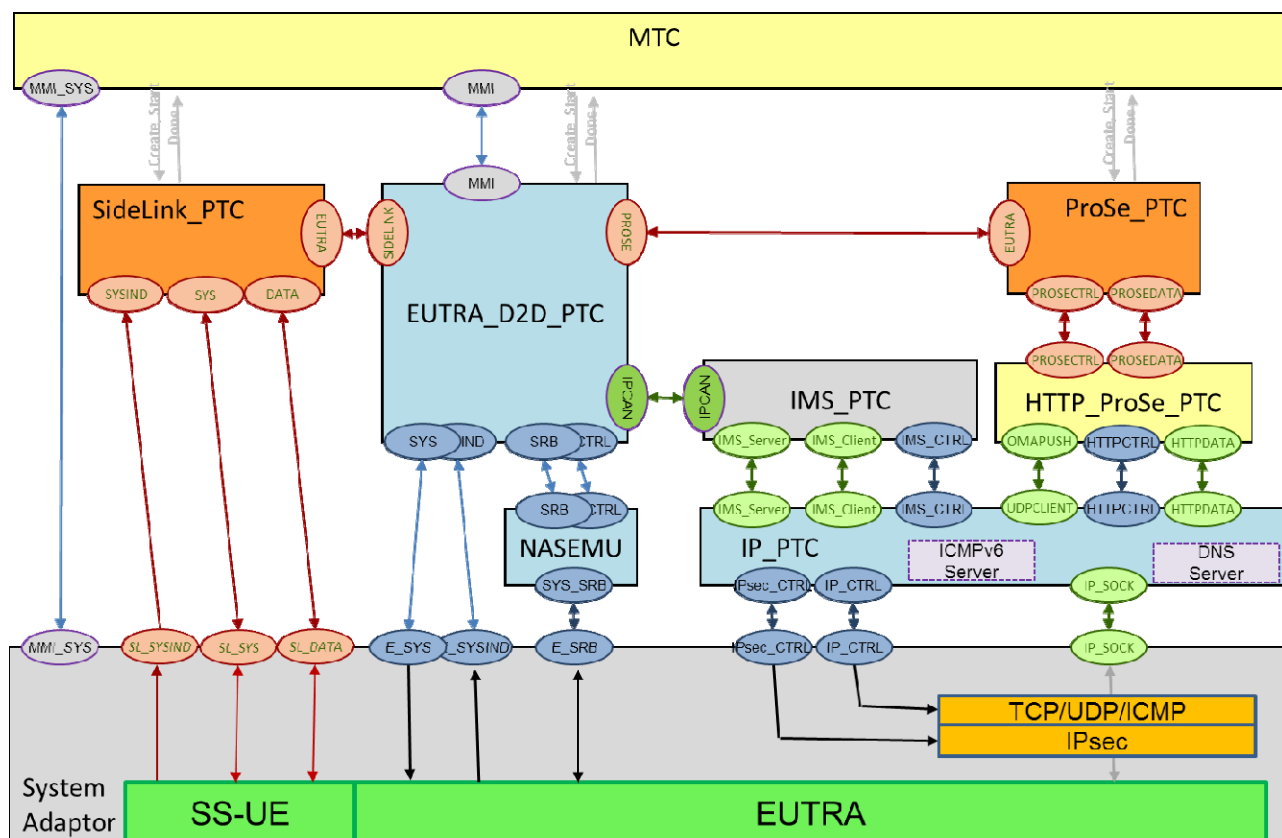 MTC
MMI_SYS
MMI
Create, Start
Done
Create, Start
Done
Create, Start
Done
MMI
SideLink_PTC
EUTRA
SIDELINK
PROSE
EUTRA
ProSe_PTC
SYSIND
SYS
DATA
EUTRA_D2D_PTC
PROSECTRL
PROSEDATA
PROSECTRL
PROSEDATA
IPCAN
IPCAN
IMS_PTC
HTTP_ProSe_PTC
SYS
IND
SRB
CTRL
IMS_Server
IMS_Client
IMS_CTRL
OMAPUSH
HTTPCTRL
HTTPDATA
SRB
CTRL
IMS_Server
IMS_Client
IMS_CTRL
UDPCLIENT
HTTPCTRL
HTTPDATA
NASEMU
IP_PTC
ICMPv6
Server
DNS
Server
SYS_SRB
IPsec_CTRL
IP_CTRL
IP_SOCK
MMI_SYS
SL_SYSIND
SL_SYS
SL_DATA
E_SYS
_SYSIND
E_SRB
IPsec_CTRL
IP_CTRL
IP_SOCK
TCP/UDP/ICMP
IPsec
System
Adaptor
SS-UE
EUTRA